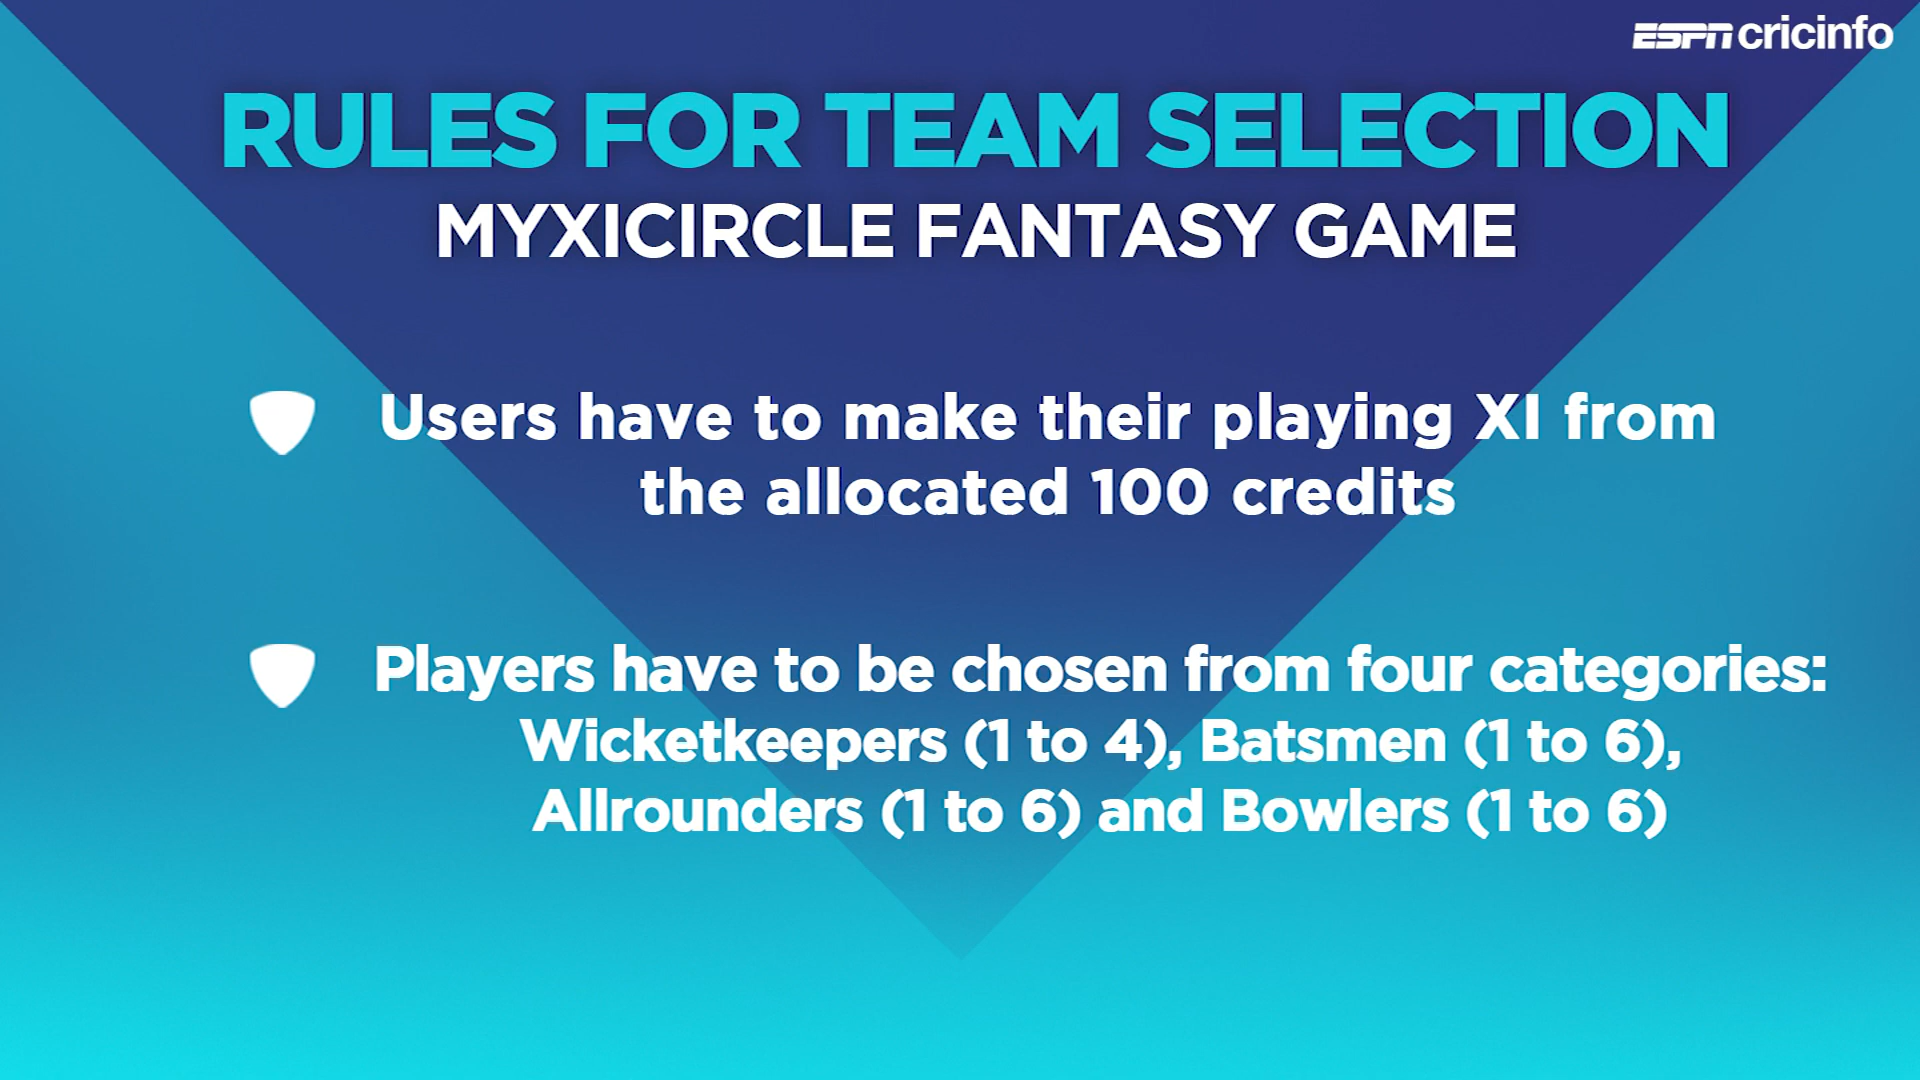 ESPN cricinfo
RULES FOR TEAM SELECTION
MYXICIRCLE FANTASY GAME
Users have to make their playing XI from
the allocated 100 credits
Players have to be chosen from four categories:
Wicketkeepers (1 to 4), Batsmen (1 to 6),
Allrounders (1 to 6) and Bowlers (1 to 6)